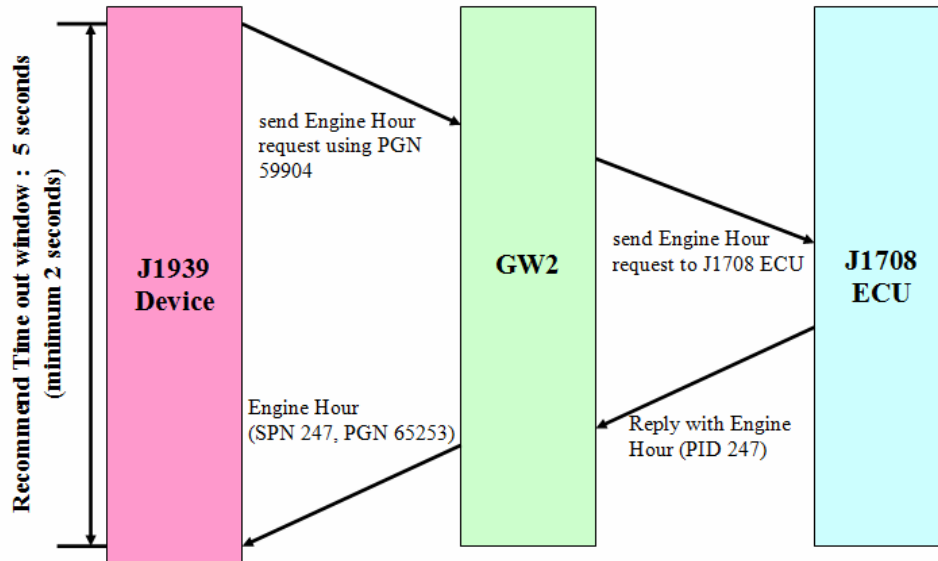 Recommend Time out window : 5 seconds
(minimum 2 seconds)
J1939
Device
send Engine Hour
request using PGN
59904
Engine Hour
(SPN 247, PGN 65253)
GW2
send Engine Hour
request to J1708 ECU
Reply with Engine
Hour (PID 247)
J1708
ECU